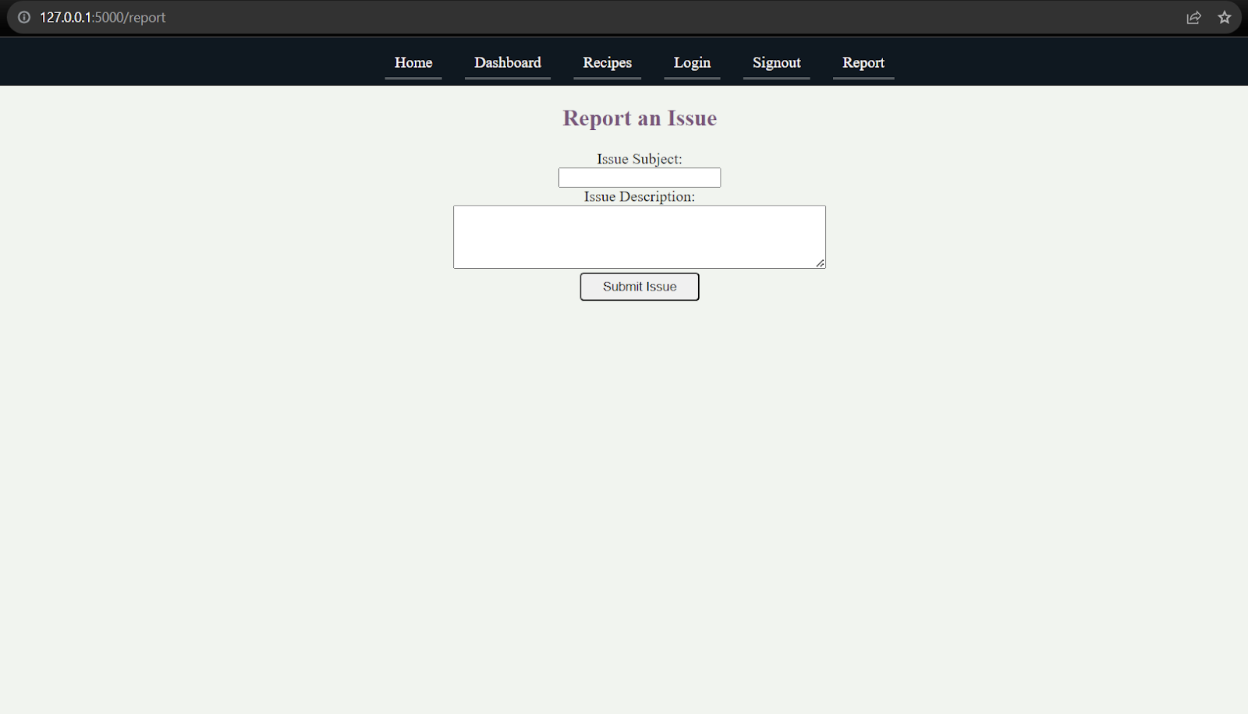 127.0.0.1:5000/report
Home Dashboard Recipes Login Signout Report
Report an Issue
Issue Subject:
Issue Description:
Submit Issue